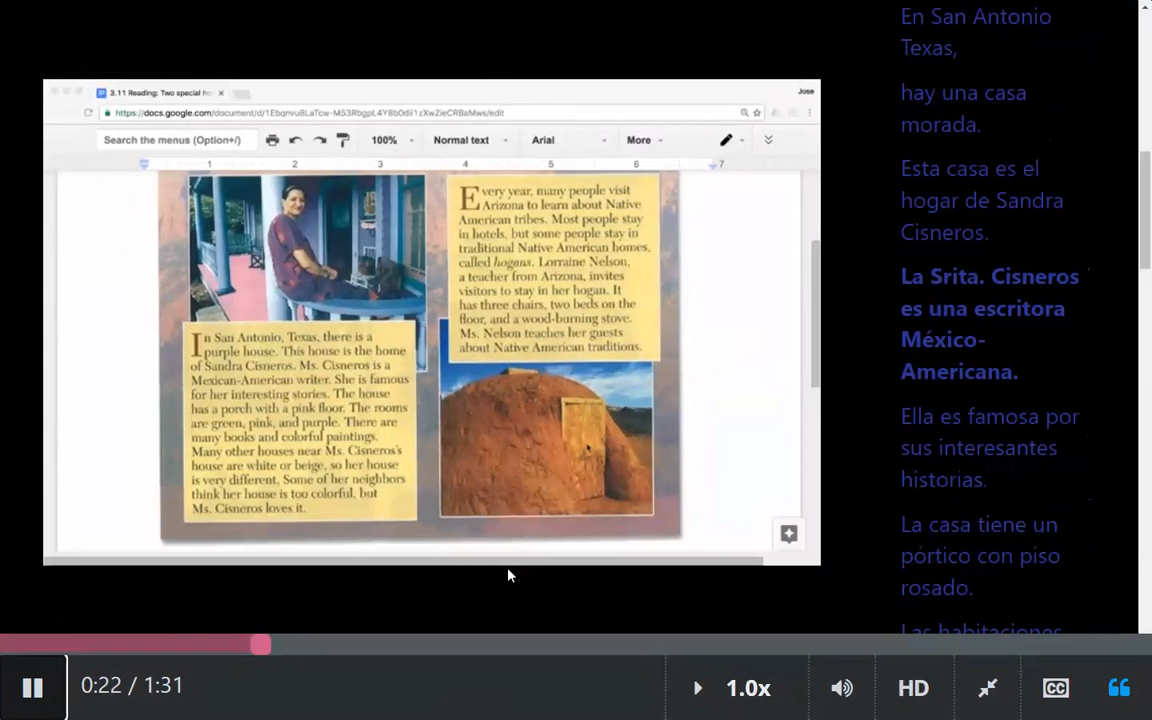 3.11 Reading: Two special ho
Jose
https://docs.google.com/document/d/1Ebqnvu8LaTcw-M53RbgpL4Y8b0dii1zXwZieCRBaMws/edit
Search the menus (Option+/)
100%
Normal text
Arial
More
1 2 3 4 5 6 7
In San Antonio, Texas, there is a
purple house. This house is the home
of Sandra Cisneros. Ms. Cisneros is a
Mexican-American writer. She is famous
for her interesting stories. The house
has a porch with a pink floor. The rooms
are green, pink, and purple. There are
many books and colorful paintings.
Many other houses near Ms. Cisneros's
house are white or beige, so her house
is very different. Some of her neighbors
think her house is too colorful, but
Ms. Cisneros loves it.
Every year, many people visit
Arizona to learn about Native
American tribes. Most people stay
in hotels, but some people stay in
traditional Native American homes,
called hogans. Lorraine Nelson,
a teacher from Arizona, invites
visitors to stay in her hogan. It
has three chairs, two beds on the
floor, and a wood-burning stove.
Ms. Nelson teaches her guests
about Native American traditions.
En San Antonio
Texas,
hay una casa
morada.
Esta casa es el
hogar de Sandra
Cisneros.
La Srita. Cisneros
es una escritora
México-
Americana.
Ella es famosa por
sus interesantes
historias.
La casa tiene un
pórtico con piso
rosado.
Las habitaciones
0:22 / 1:31
1.0x
HD
CC